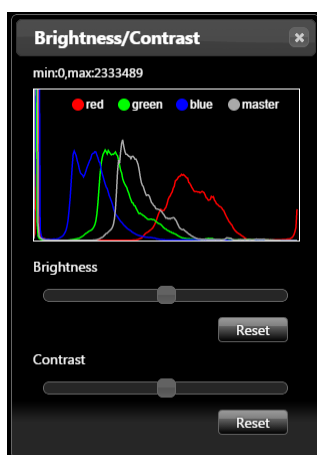 Brightness/Contrast
min:0,max:2333489
red green blue master
Brightness
Reset
Contrast
Reset